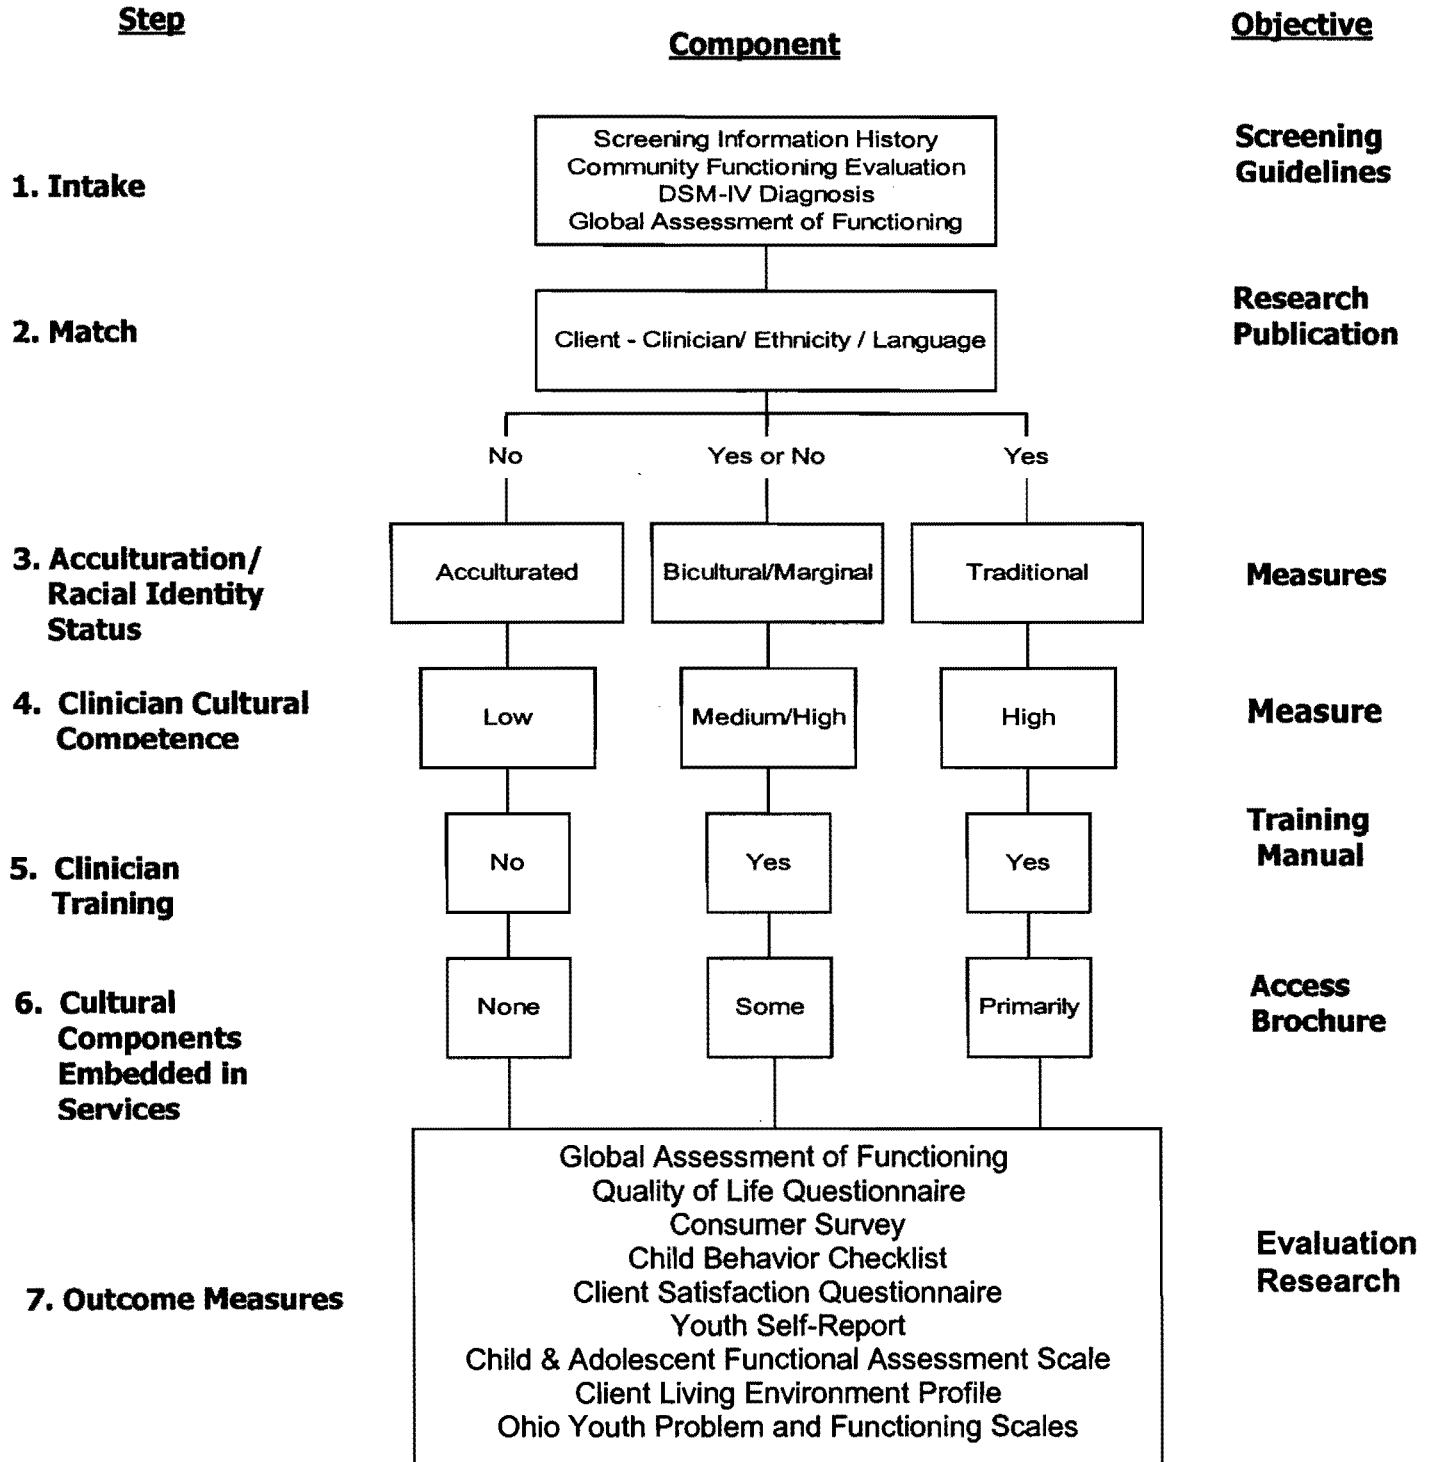 Step
Component
Objective
Screening Information History
Community Functioning Evaluation
DSM-IV Diagnosis
Global Assessment of Functioning
1. Intake
Screening
Guidelines
2. Match
Client - Clinician/ Ethnicity / Language
Research
Publication
No
Yes or No
Yes
3. Acculturation/
Racial Identity
Status
Acculturated
Bicultural/Marginal
Traditional
Measures
4. Clinician Cultural
Competence
Low
Medium/High
High
Measure
5. Clinician
Training
No
Yes
Yes
Training
Manual
6. Cultural
Components
Embedded in
Services
None
Some
Primarily
Access
Brochure
7. Outcome Measures
Global Assessment of Functioning
Quality of Life Questionnaire
Consumer Survey
Child Behavior Checklist
Client Satisfaction Questionnaire
Youth Self-Report
Child & Adolescent Functional Assessment Scale
Client Living Environment Profile
Ohio Youth Problem and Functioning Scales
Evaluation
Research